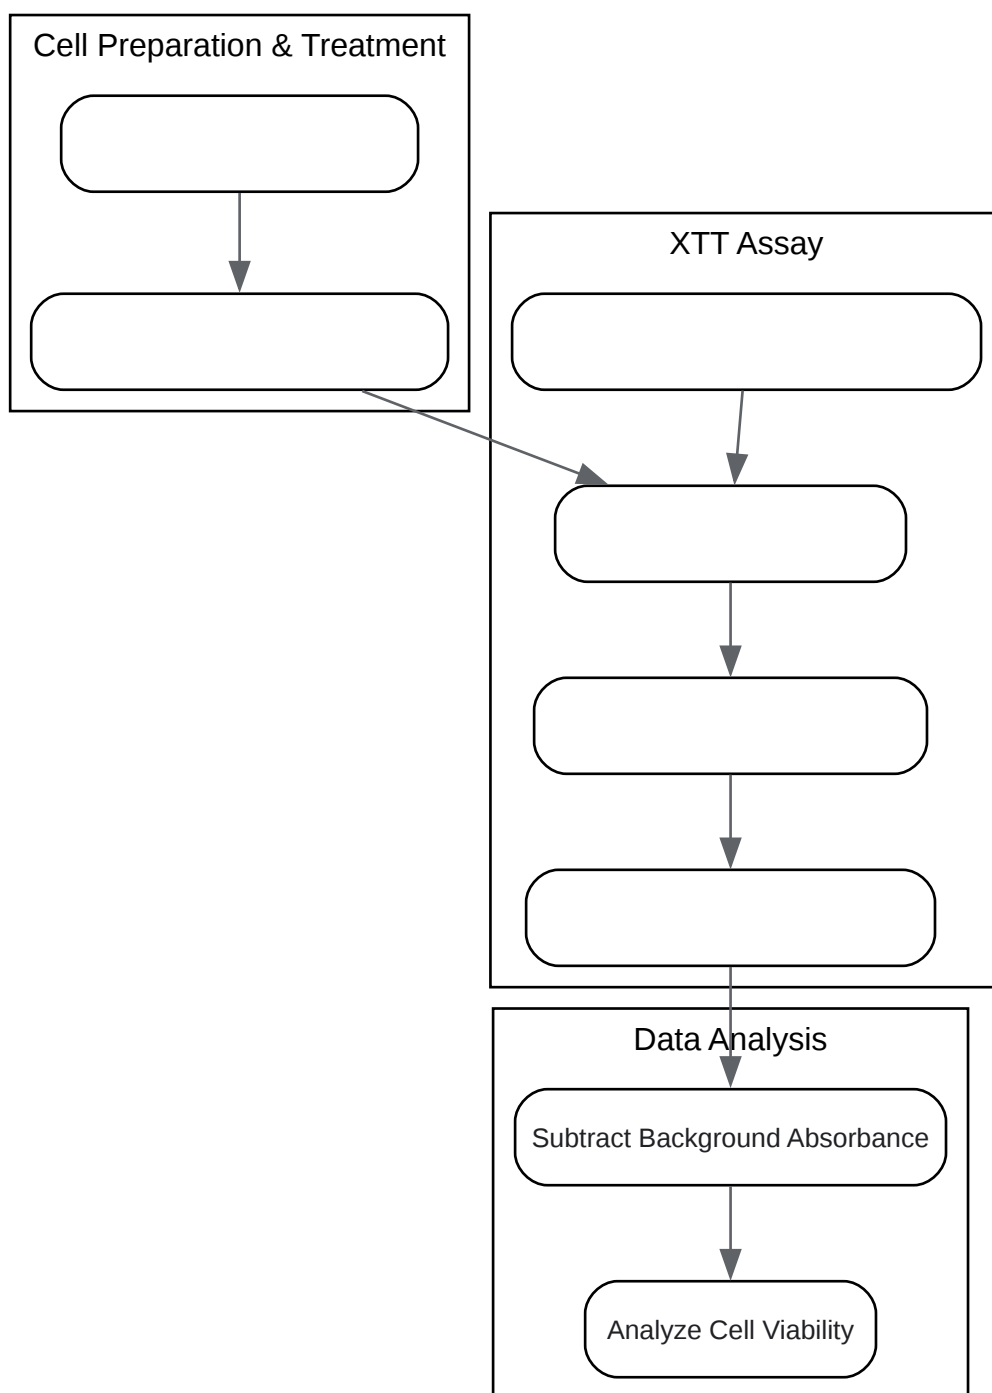 Cell Preparation & Treatment
XTT Assay
Data Analysis
Subtract Background Absorbance
Analyze Cell Viability